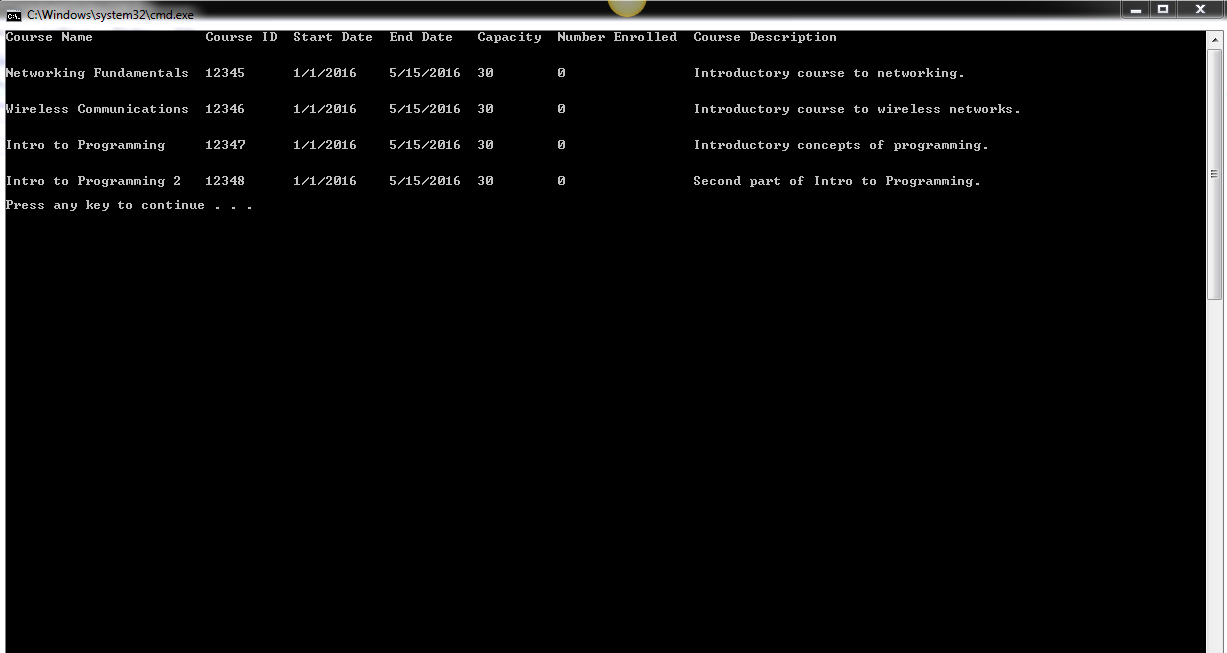 C:\Windows\system32\cmd.exe
Course Name Course ID Start Date End Date Capacity Number Enrolled Course Description
Networking Fundamentals 12345 1/1/2016 5/15/2016 30 0 Introductory course to networking.
Wireless Communications 12346 1/1/2016 5/15/2016 30 0 Introductory course to wireless networks.
Intro to Programming 12347 1/1/2016 5/15/2016 30 0 Introductory concepts of programming.
Intro to Programming 2 12348 1/1/2016 5/15/2016 30 0 Second part of Intro to Programming.
Press any key to continue . . .